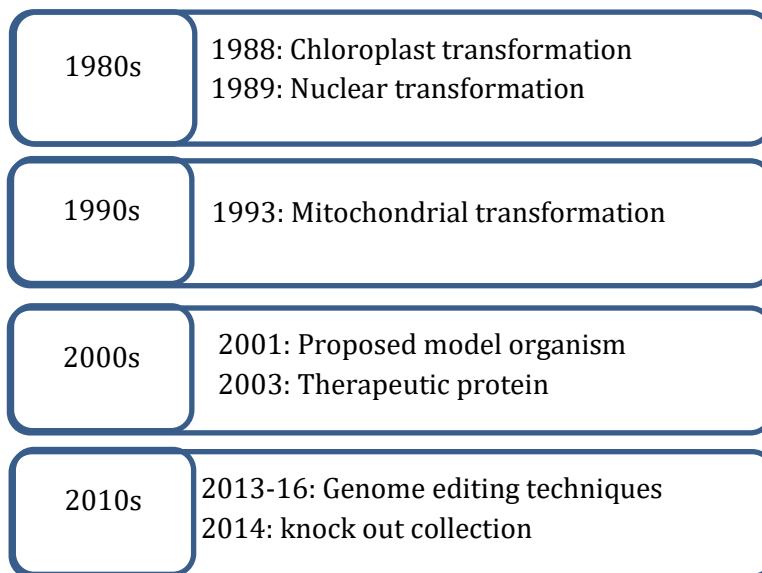 1980s
1988: Chloroplast transformation
1989: Nuclear transformation
1990s
1993: Mitochondrial transformation
2000s
2001: Proposed model organism
2003: Therapeutic protein
2010s
2013-16: Genome editing techniques
2014: knock out collection